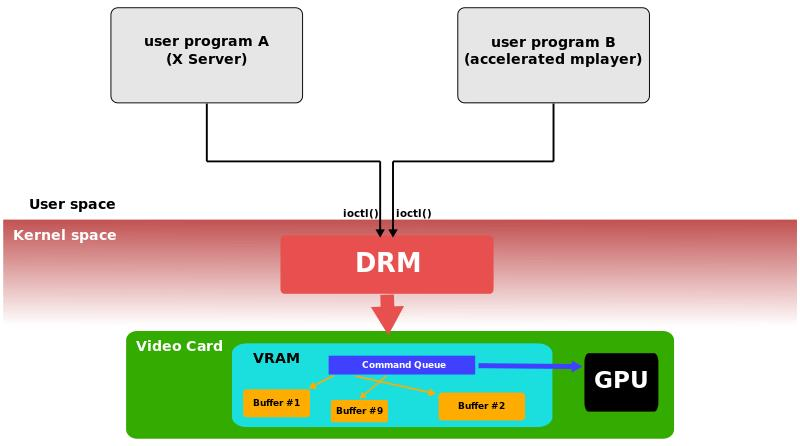 user program A
(X Server)
user program B
(accelerated mplayer)
User space
ioctl()
ioctl()
Kernel space
DRM
Video Card
VRAM
Command Queue
GPU
Buffer #1
Buffer #9
Buffer #2